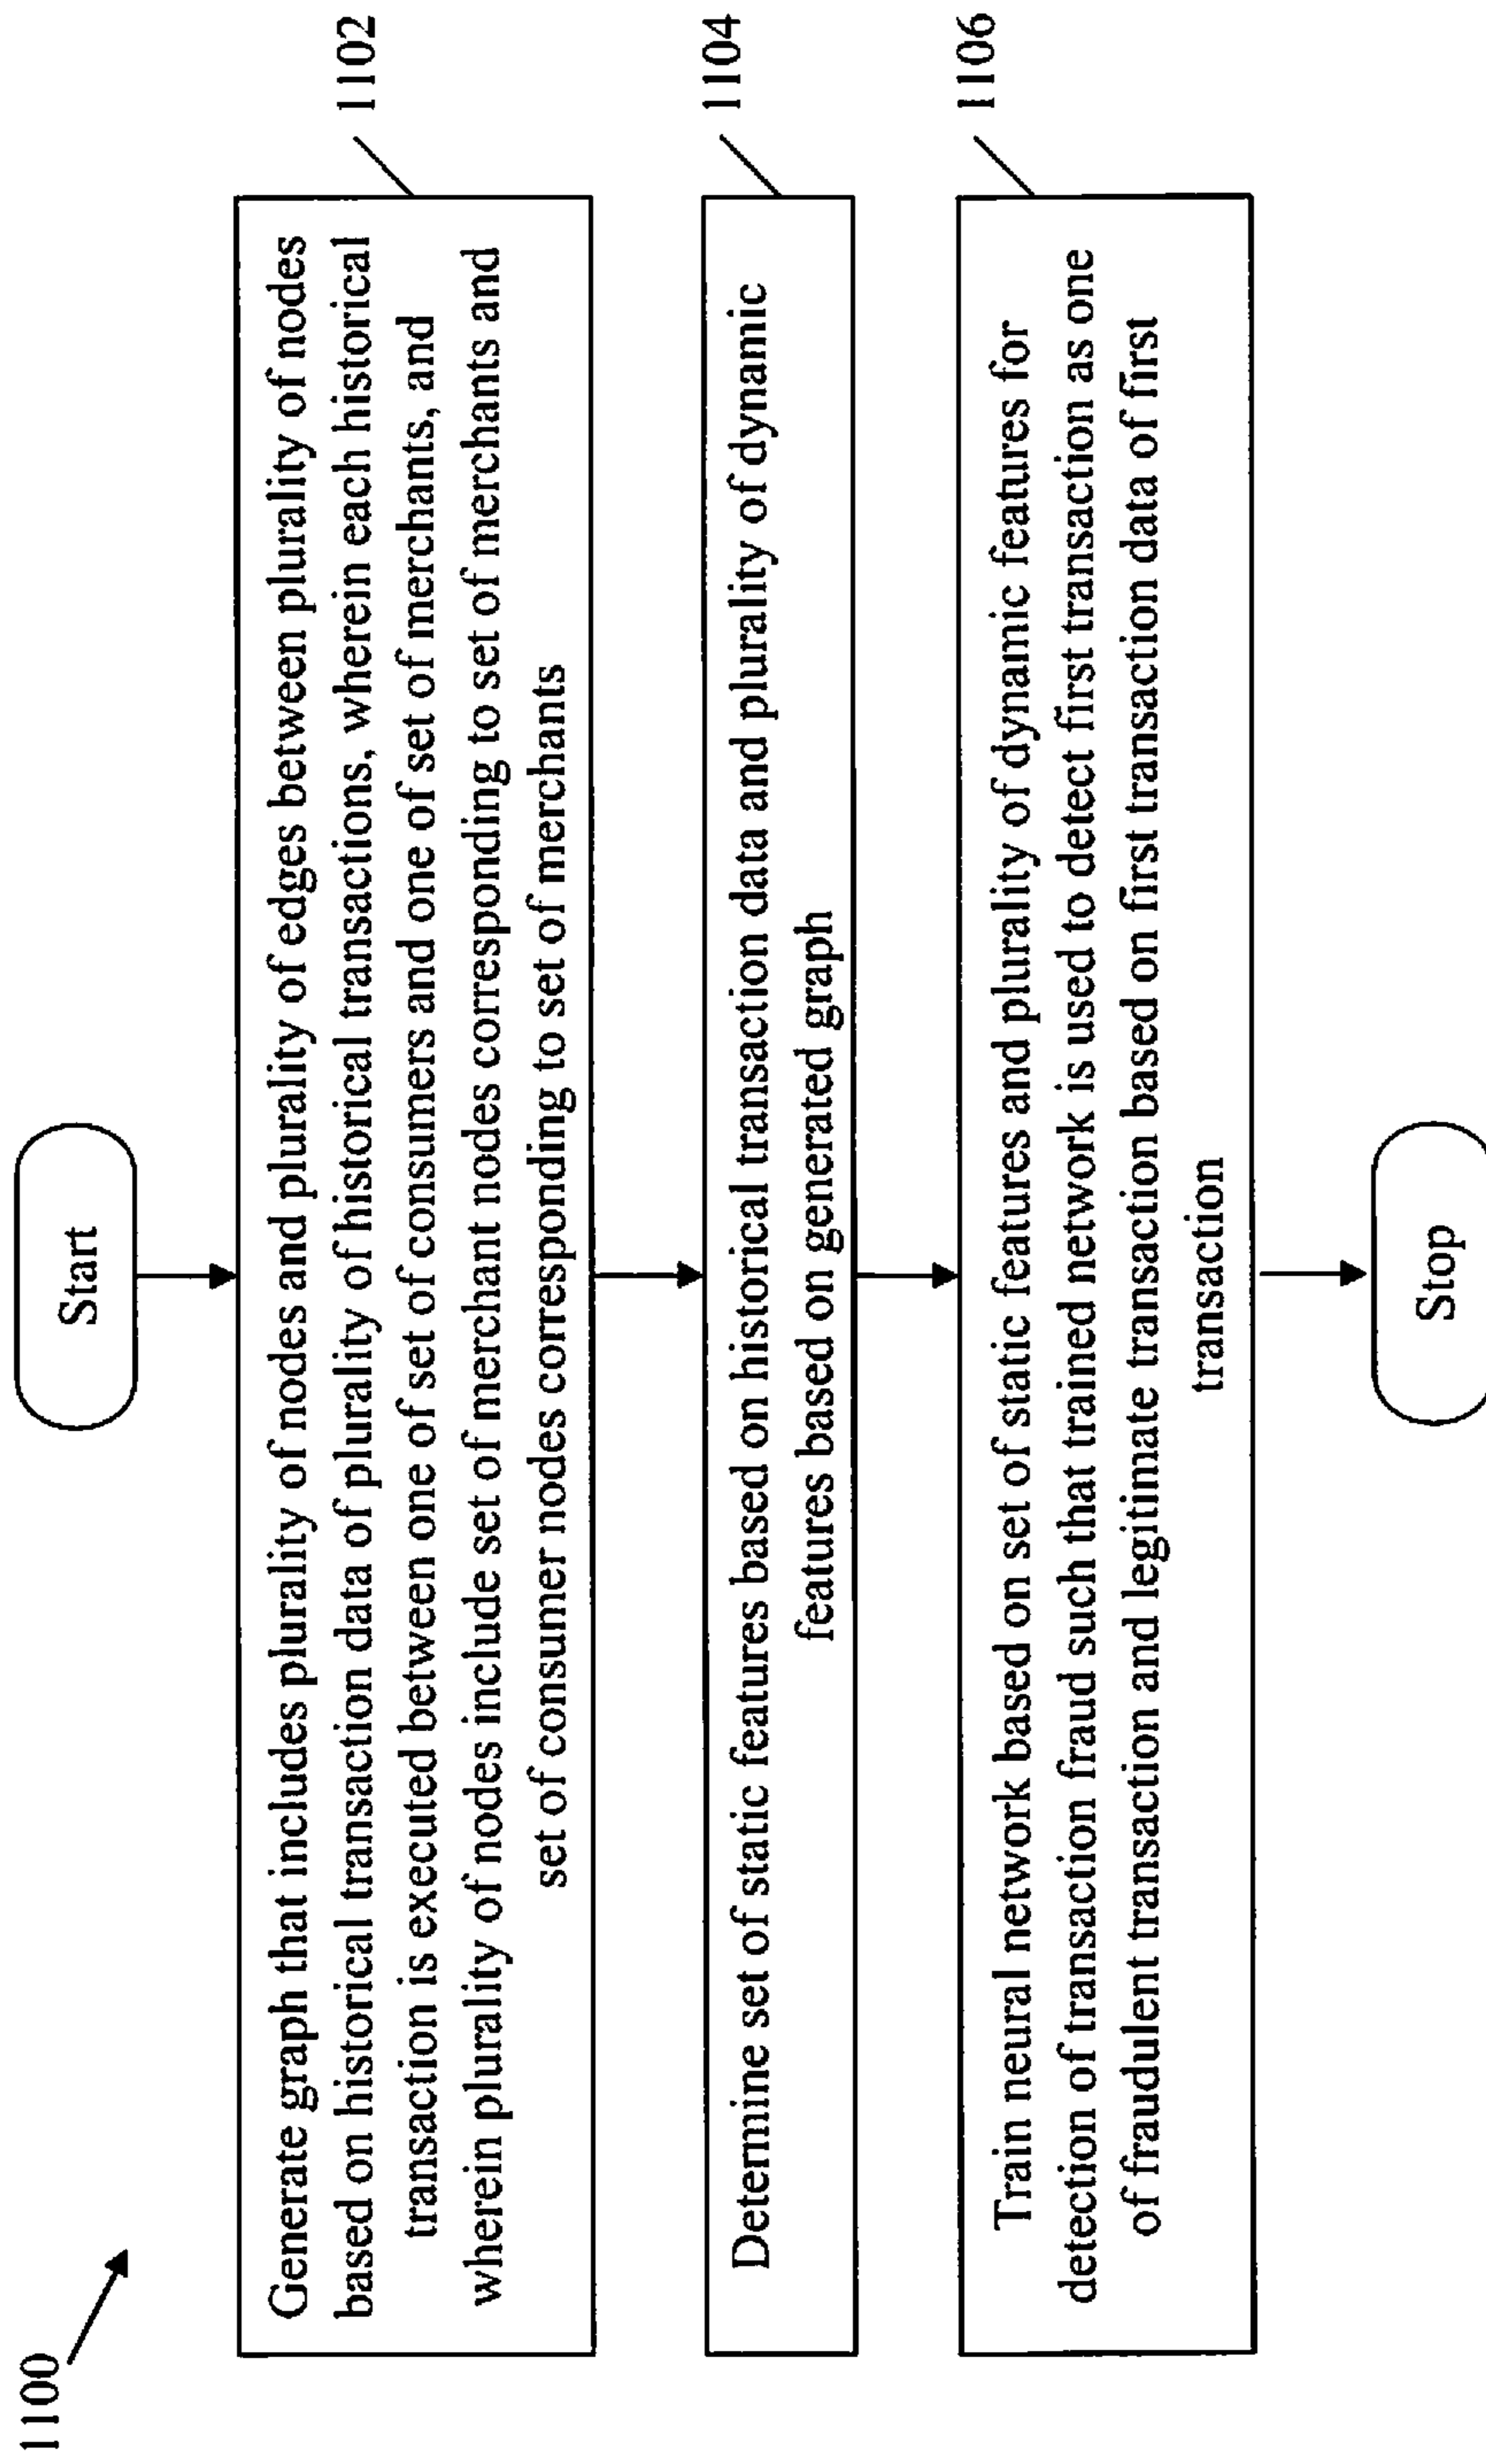 1100
Start
Generate graph that includes plurality of nodes and plurality of edges between plurality of nodes
based on historical transaction data of plurality of historical transactions, wherein each historical
transaction is executed between one of set of consumers and one of set of merchants, and
wherein plurality of nodes include set of merchant nodes corresponding to set of merchants and
set of consumer nodes corresponding to set of merchants
1102
Determine set of static features based on historical transaction data and plurality of dynamic
features based on generated graph
1104
Train neural network based on set of static features and plurality of dynamic features for
detection of transaction fraud such that trained network is used to detect first transaction as one
of fraudulent transaction and legitimate transaction based on first transaction data of first
transaction
1106
Stop